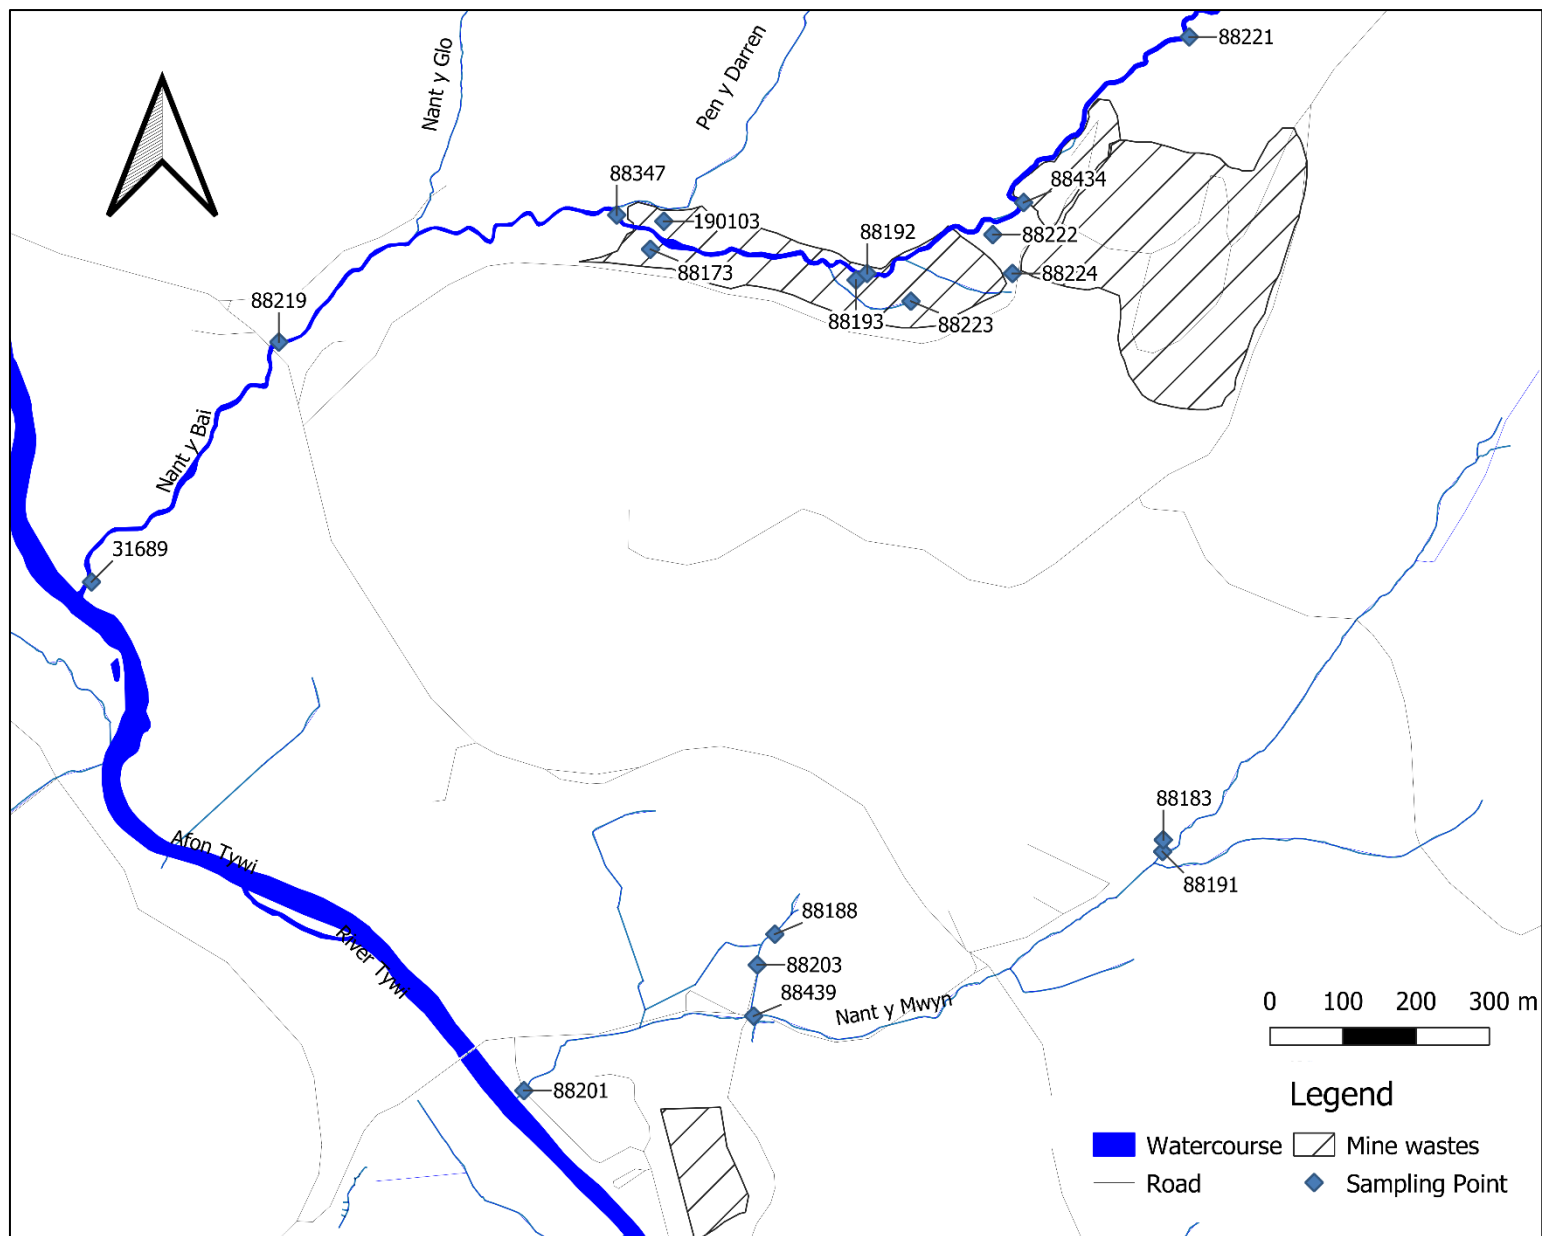 88221
Nant y Glo
Pen y Darren
88347
88434
190103
88192
88222
88173
88224
88219
88193
88223
Nant y Bai
31689
88183
Afon Tywi
88191
88188
River Tywi
88203
88439
Nant y Mwyn
0 100 200 300 m
88201
Legend
Watercourse
Mine wastes
Road
Sampling Point